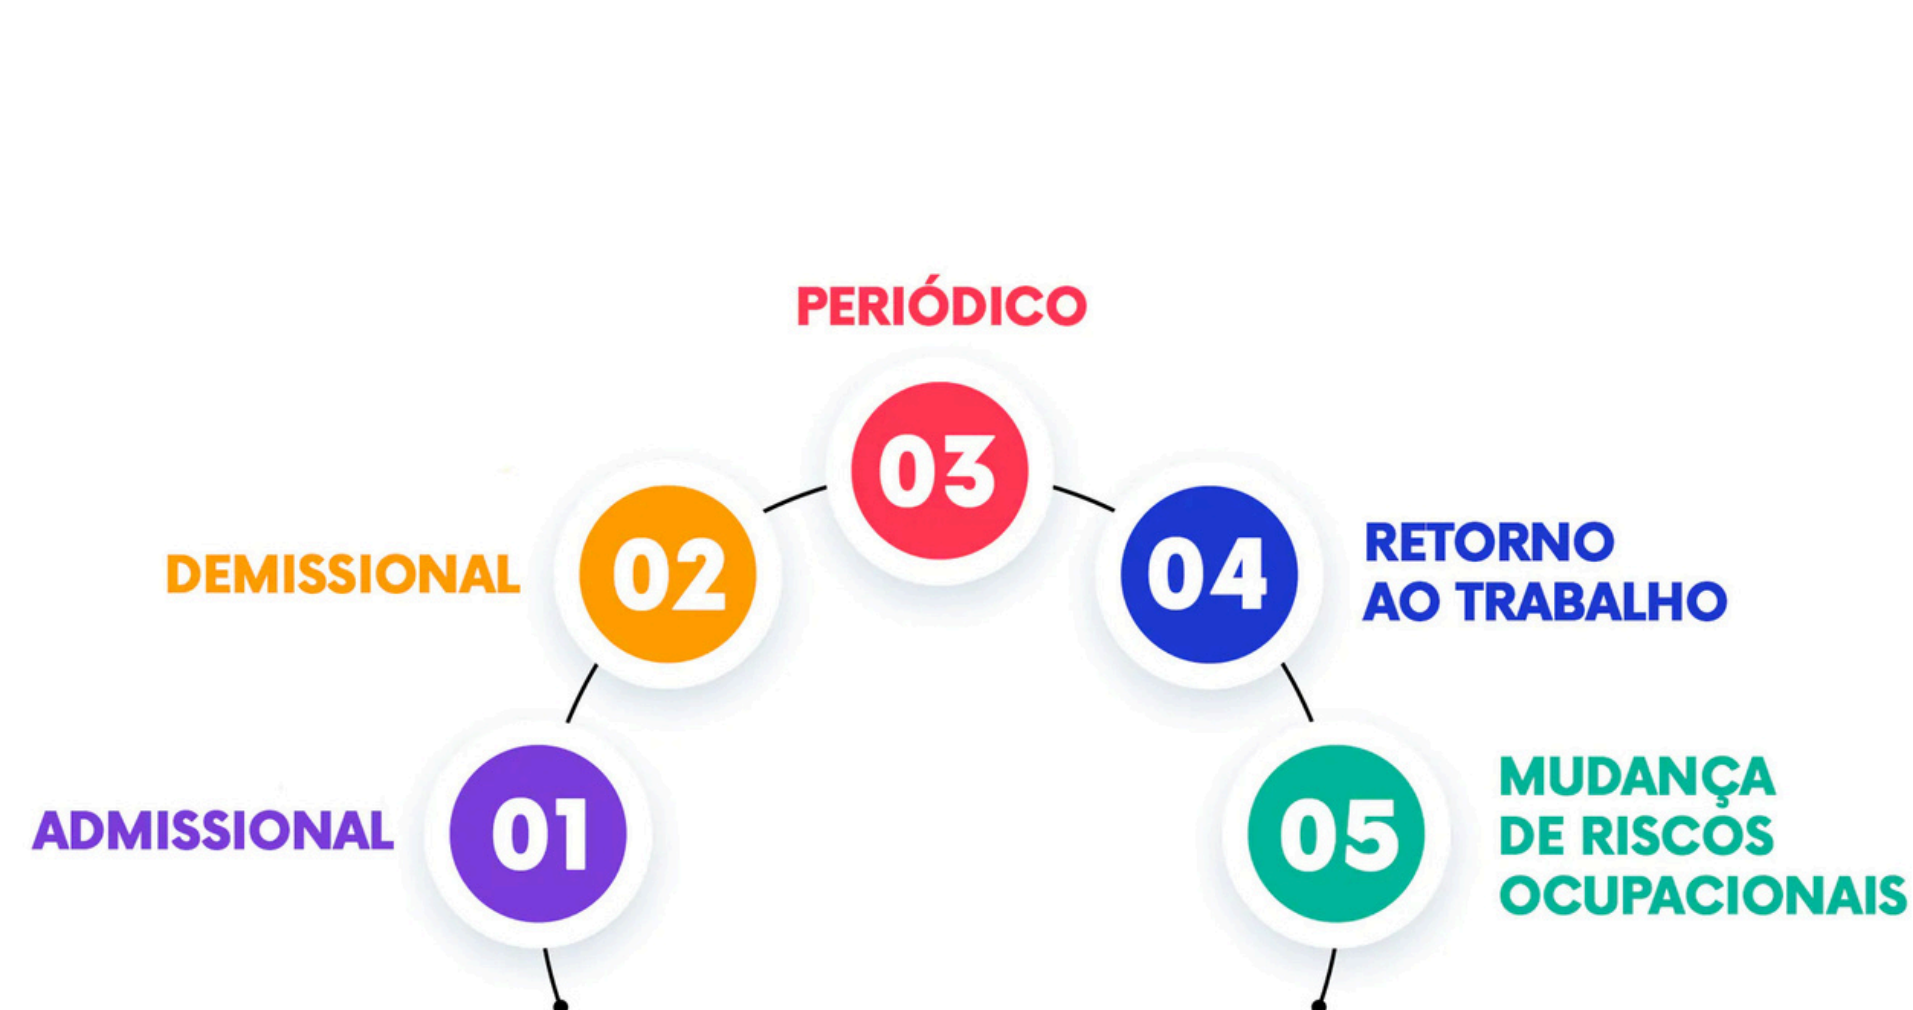 PERIÓDICO
03
DEMISSIONAL
02
04
RETORNO
AO TRABALHO
ADMISSIONAL
01
05
MUDANÇA
DE RISCOS
OCUPACIONAIS